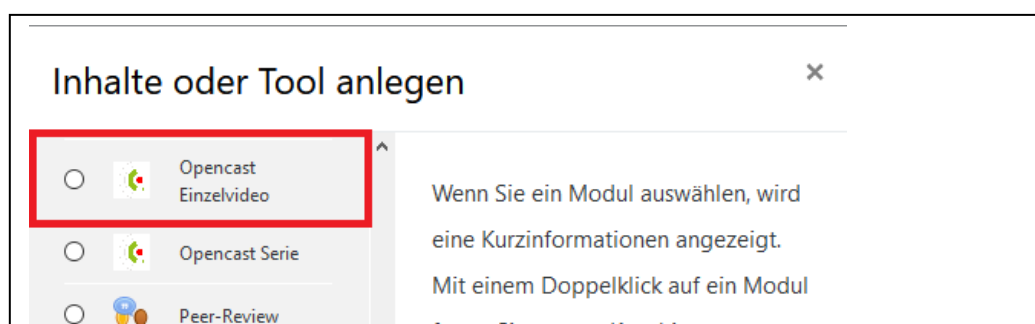 Inhalte oder Tool anlegen
Opencast
Einzelvideo
Opencast Serie
Peer-Review
Wenn Sie ein Modul auswählen, wird
eine Kurzinformationen angezeigt.
Mit einem Doppelklick auf ein Modul